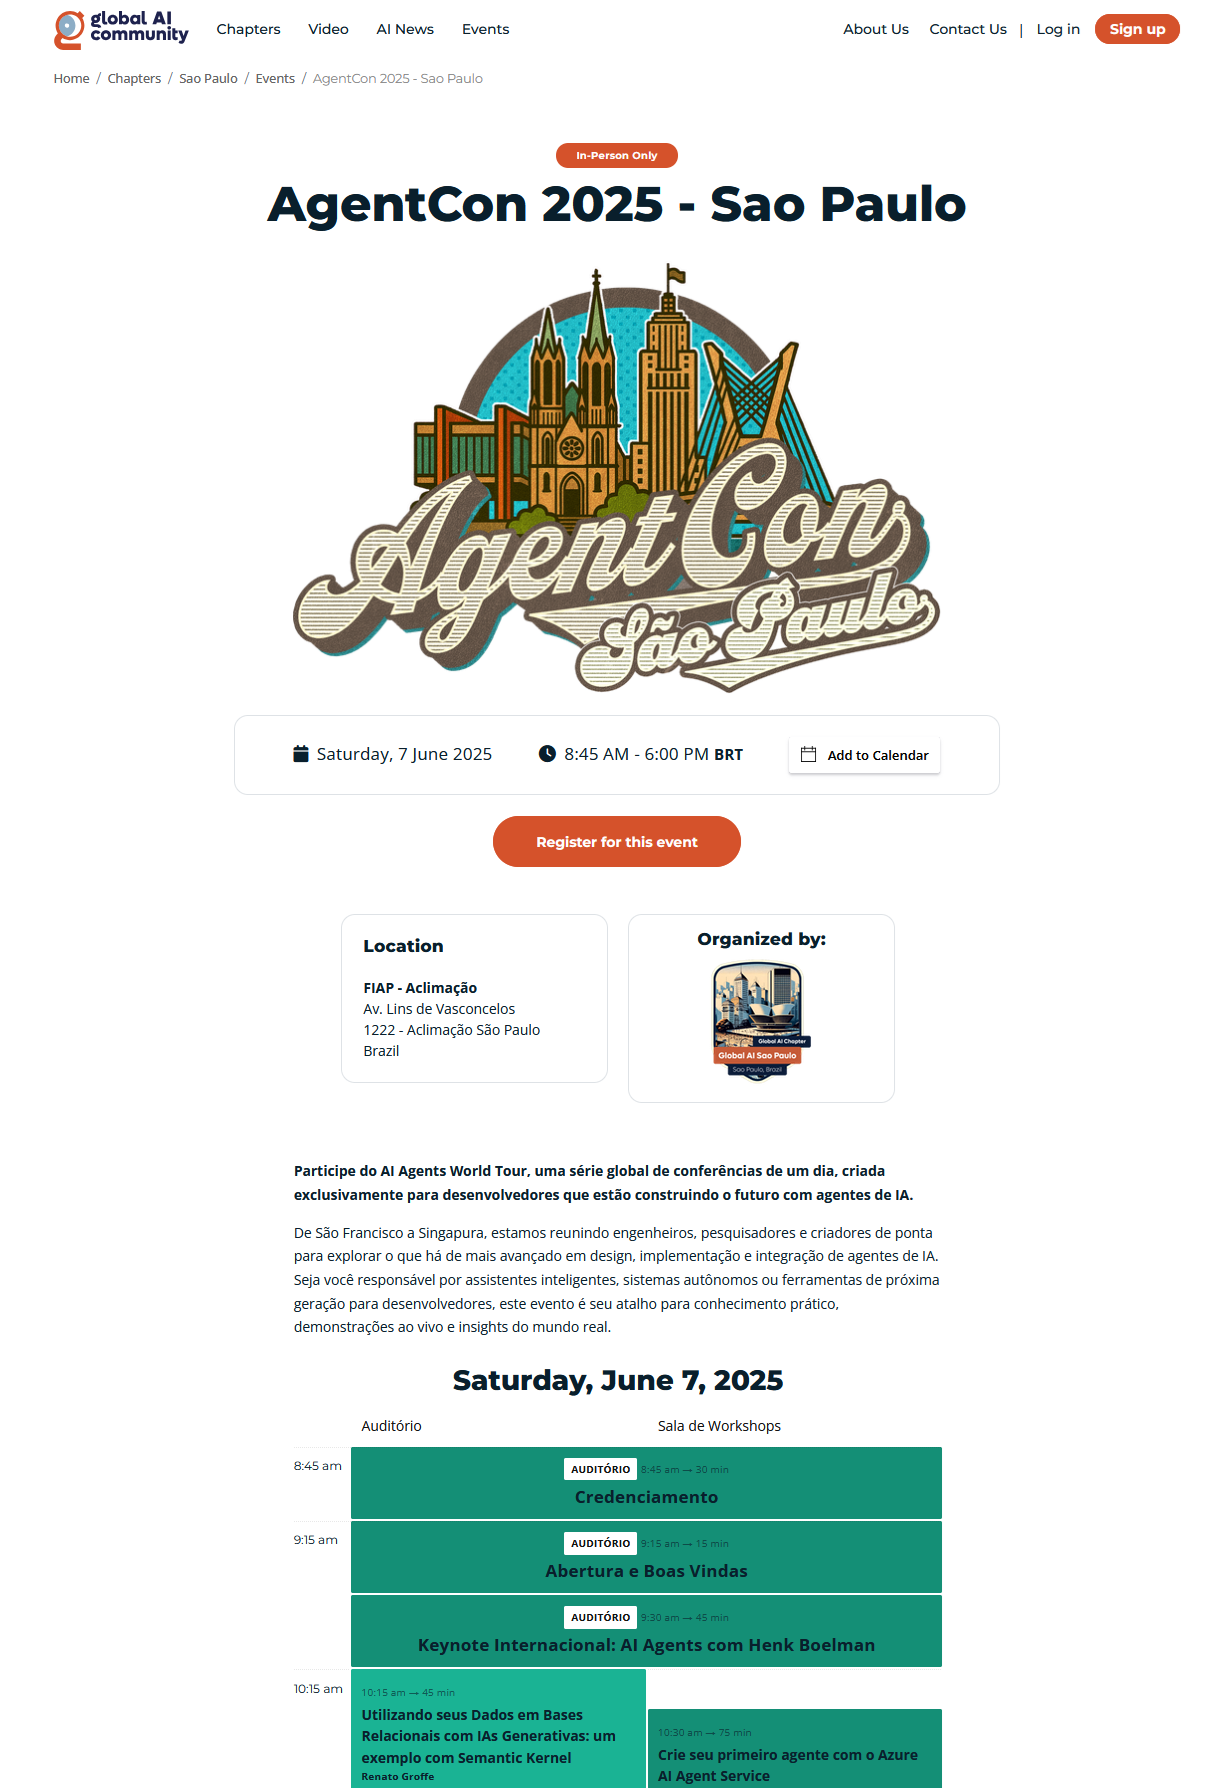 global AI
community
Chapters
Video
AI News
Events
About Us
Contact Us
|
Log in
Sign up
Home / Chapters / Sao Paulo / Events / AgentCon 2025 - Sao Paulo
In-Person Only
AgentCon 2025 - Sao Paulo
AgentCon
São Paulo
Saturday, 7 June 2025
8:45 AM - 6:00 PM BRT
Add to Calendar
Register for this event
Location
FIAP - Aclimação
Av. Lins de Vasconcelos
1222 - Aclimação São Paulo
Brazil
Organized by:
Global AI Chapter
Global AI Sao Paulo
Sao Paulo, Brazil
Participe do AI Agents World Tour, uma série global de conferências de um dia, criada
exclusivamente para desenvolvedores que estão construindo o futuro com agentes de IA.
De São Francisco a Singapura, estamos reunindo engenheiros, pesquisadores e criadores de ponta
para explorar o que há de mais avançado em design, implementação e integração de agentes de IA.
Seja você responsável por assistentes inteligentes, sistemas autônomos ou ferramentas de próxima
geração para desenvolvedores, este evento é seu atalho para conhecimento prático,
demonstrações ao vivo e insights do mundo real.
Saturday, June 7, 2025
Auditório
Sala de Workshops
8:45 am
AUDITÓRIO 8:45 am → 30 min
Credenciamento
9:15 am
AUDITÓRIO 9:15 am → 15 min
Abertura e Boas Vindas
AUDITÓRIO 9:30 am → 45 min
Keynote Internacional: AI Agents com Henk Boelman
10:15 am
10:15 am → 45 min
Utilizando seus Dados em Bases
Relacionais com IAs Generativas: um
exemplo com Semantic Kernel
Renato Groffe
10:30 am → 75 min
Crie seu primeiro agente com o Azure
AI Agent Service